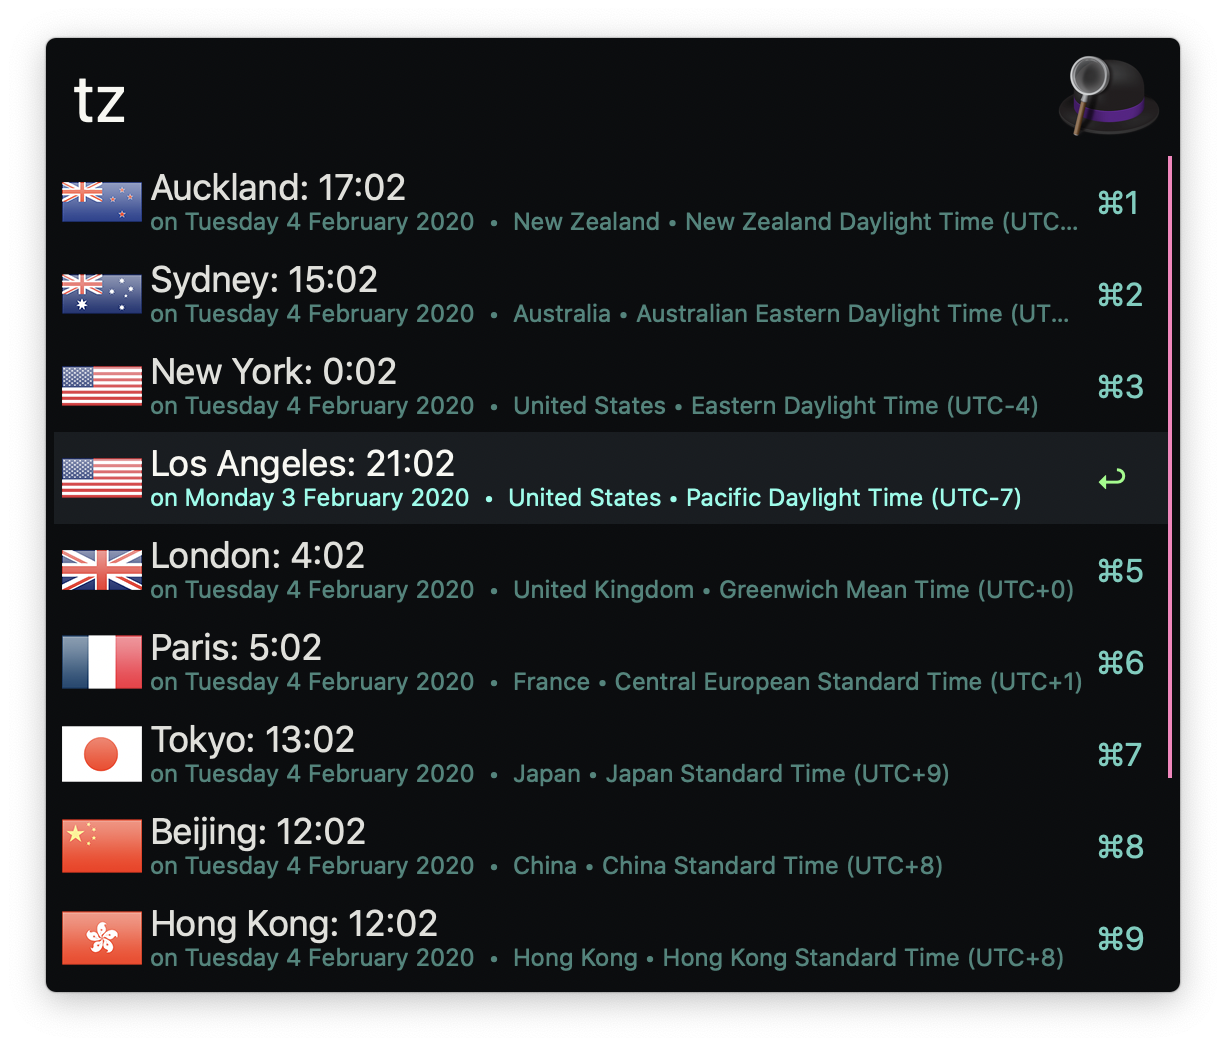 tz
Auckland: 17:02
on Tuesday 4 February 2020 • New Zealand • New Zealand Daylight Time (UTC...
⌘1
Sydney: 15:02
on Tuesday 4 February 2020 • Australia • Australian Eastern Daylight Time (UT...
⌘2
New York: 0:02
on Tuesday 4 February 2020 • United States • Eastern Daylight Time (UTC-4)
⌘3
Los Angeles: 21:02
on Monday 3 February 2020 • United States • Pacific Daylight Time (UTC-7)
↩
London: 4:02
on Tuesday 4 February 2020 • United Kingdom • Greenwich Mean Time (UTC+0)
⌘5
Paris: 5:02
on Tuesday 4 February 2020 • France • Central European Standard Time (UTC+1)
⌘6
Tokyo: 13:02
on Tuesday 4 February 2020 • Japan • Japan Standard Time (UTC+9)
⌘7
Beijing: 12:02
on Tuesday 4 February 2020 • China • China Standard Time (UTC+8)
⌘8
Hong Kong: 12:02
on Tuesday 4 February 2020 • Hong Kong • Hong Kong Standard Time (UTC+8)
⌘9